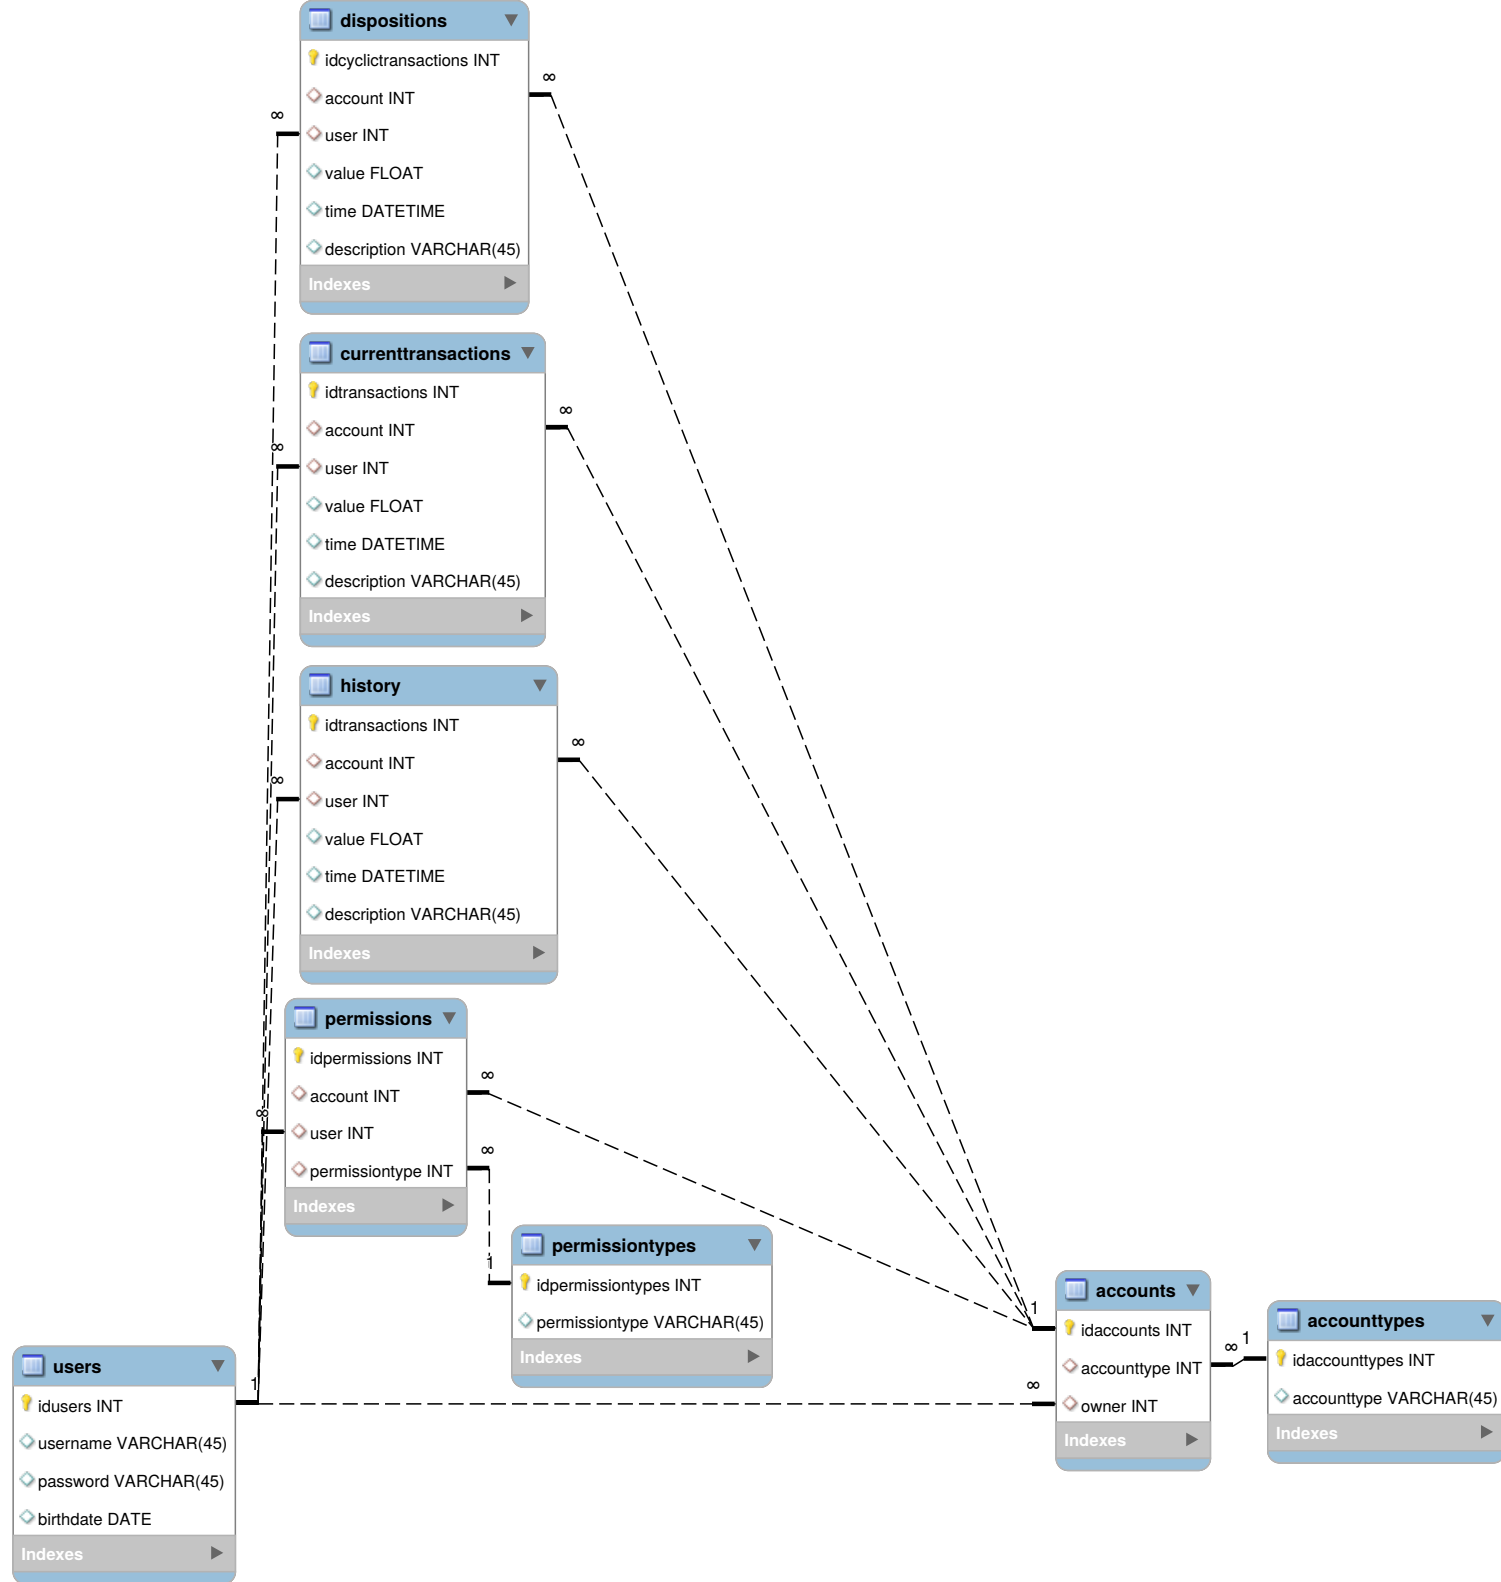 dispositions
idcyclictransactions INT
account INT
user INT
value FLOAT
time DATETIME
description VARCHAR(45)
Indexes
∞
∞
currenttransactions
idtransactions INT
account INT
user INT
value FLOAT
time DATETIME
description VARCHAR(45)
Indexes
∞
∞
history
idtransactions INT
account INT
user INT
value FLOAT
time DATETIME
description VARCHAR(45)
Indexes
∞
∞
permissions
idpermissions INT
account INT
user INT
permissiontype INT
Indexes
∞
∞
∞
1
permissiontypes
idpermissiontypes INT
permissiontype VARCHAR(45)
Indexes
users
idusers INT
username VARCHAR(45)
password VARCHAR(45)
birthdate DATE
Indexes
1
∞
1
accounts
idaccounts INT
accounttype INT
owner INT
Indexes
∞
1
accounttypes
idaccounttypes INT
accounttype VARCHAR(45)
Indexes